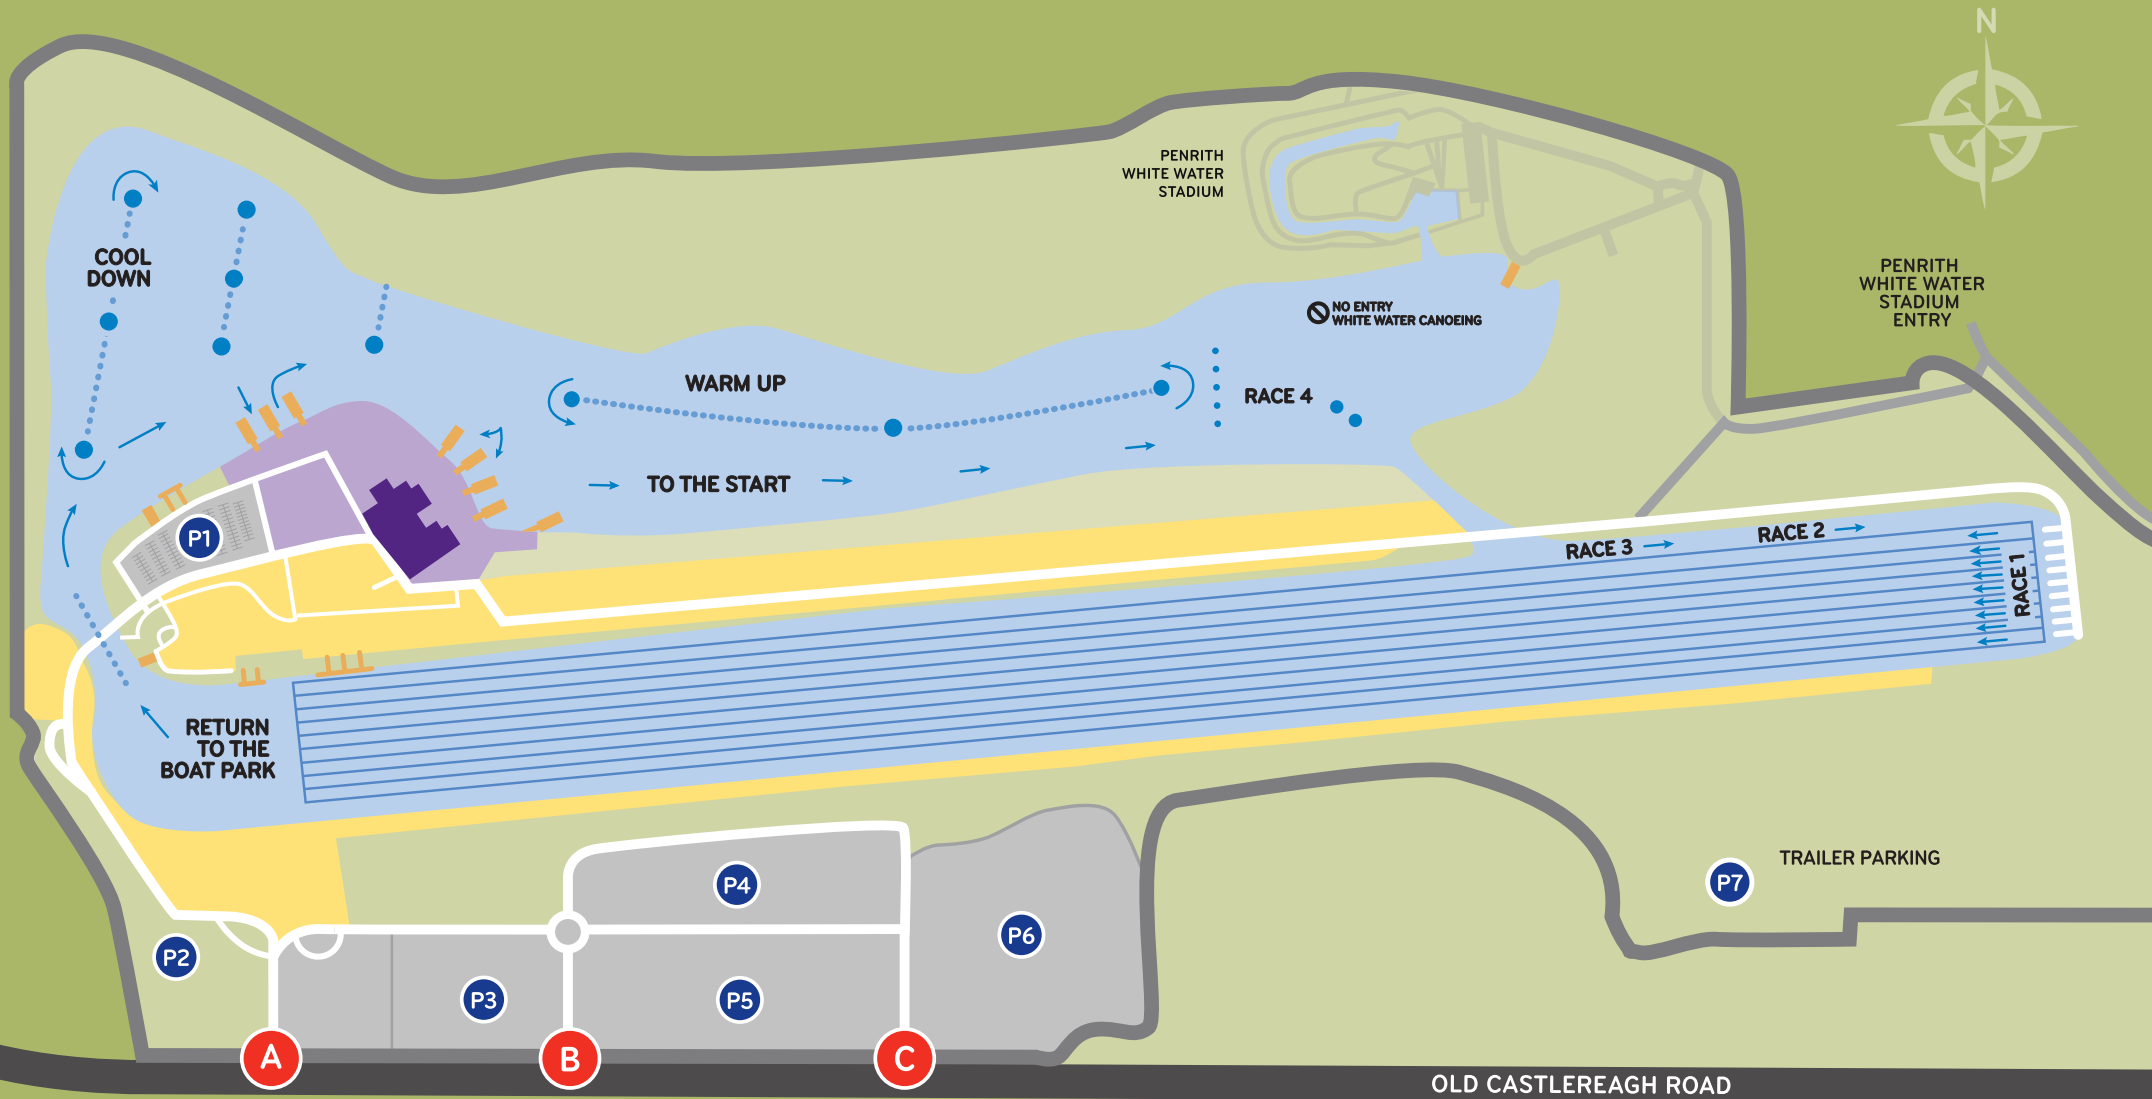 N
PENRITH
WHITE WATER
STADIUM
COOL
DOWN
PENRITH
WHITE WATER
STADIUM
ENTRY
NO ENTRY
WHITE WATER CANOEING
WARM UP
RACE 4
TO THE START
P1
RACE 3
RACE 2
RACE 1
RETURN
TO THE
BOAT PARK
P4
TRAILER PARKING
P7
P6
P2
P3
P5
A
B
C
OLD CASTLEREAGH ROAD